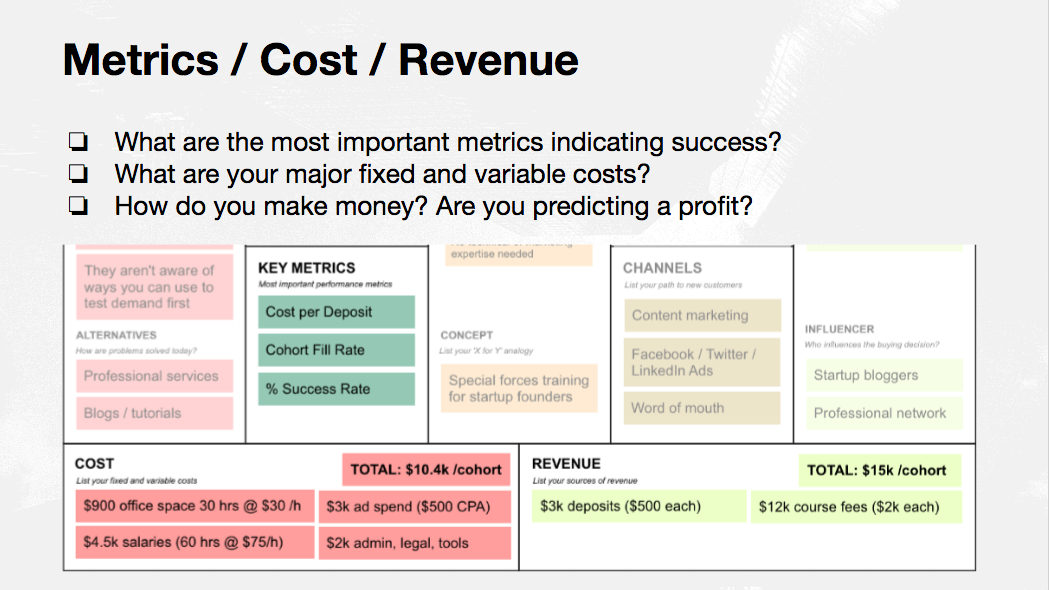 Metrics / Cost / Revenue
❏ What are the most important metrics indicating success?
❏ What are your major fixed and variable costs?
❏ How do you make money? Are you predicting a profit?
They aren't aware of
ways you can use to
test demand first
ALTERNATIVES
How are problems solved today?
Professional services
Blogs / tutorials
KEY METRICS
Most important performance metrics
Cost per Deposit
Cohort Fill Rate
% Success Rate
expertise needed
CONCEPT
List your 'X for Y' analogy
Special forces training
for startup founders
CHANNELS
List your path to new customers
Content marketing
Facebook / Twitter /
LinkedIn Ads
Word of mouth
INFLUENCER
Who influences the buying decision?
Startup bloggers
Professional network
COST
List your fixed and variable costs
TOTAL: $10.4k /cohort
$900 office space 30 hrs @ $30 /h
$3k ad spend ($500 CPA)
$4.5k salaries (60 hrs @ $75/h)
$2k admin, legal, tools
REVENUE
List your sources of revenue
TOTAL: $15k /cohort
$3k deposits ($500 each)
$12k course fees ($2k each)